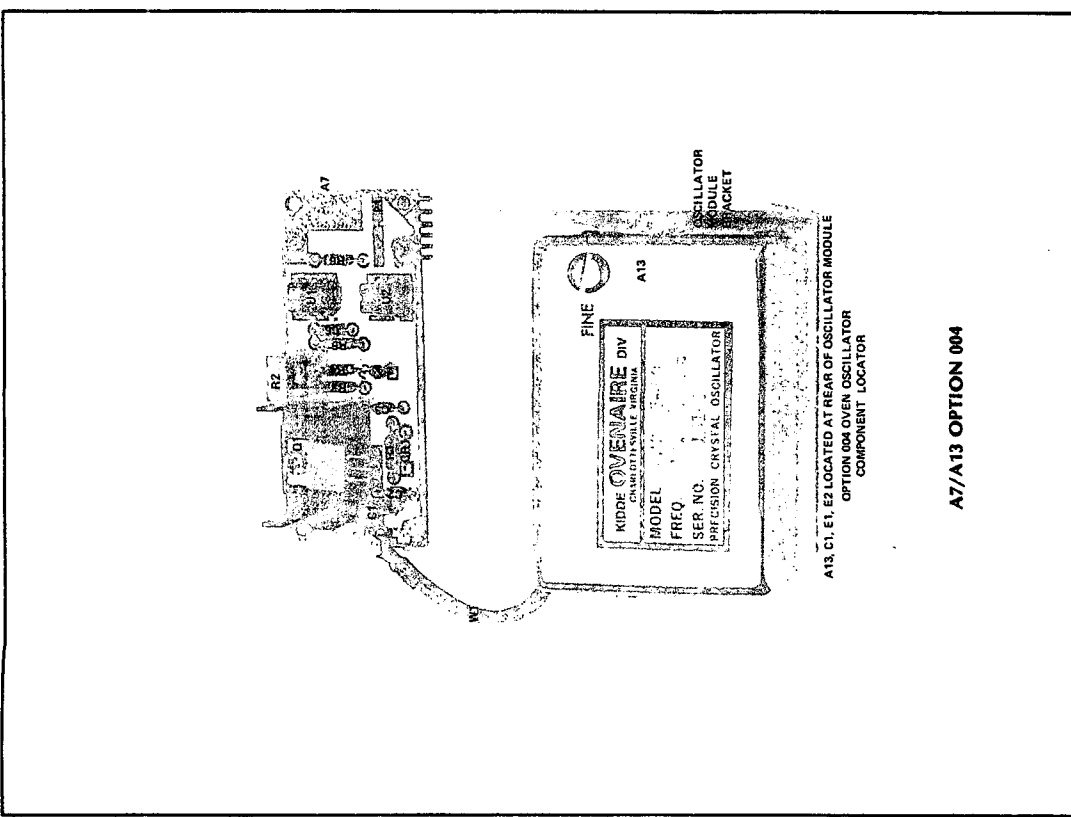 A7
R2
U1
U2
Q1
C1
OSCILLATOR
MODULE
BRACKET
FINE
A13
KIDDE OVENAIRE DIV
CHARLOTTESVILLE VIRGINIA
MODEL
FREQ.
SER NO.
PRECISION CRYSTAL OSCILLATOR
A13, C1, E1, E2 LOCATED AT REAR OF OSCILLATOR MODULE
OPTION 004 OVEN OSCILLATOR
COMPONENT LOCATOR
A7/A13 OPTION 004